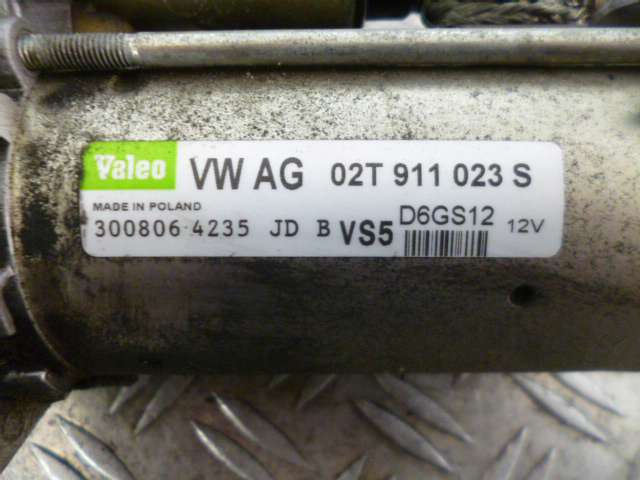 Valeo VW AG 02T 911 023 S
MADE IN POLAND
300806 4235 JD B VS5 D6GS12 12V